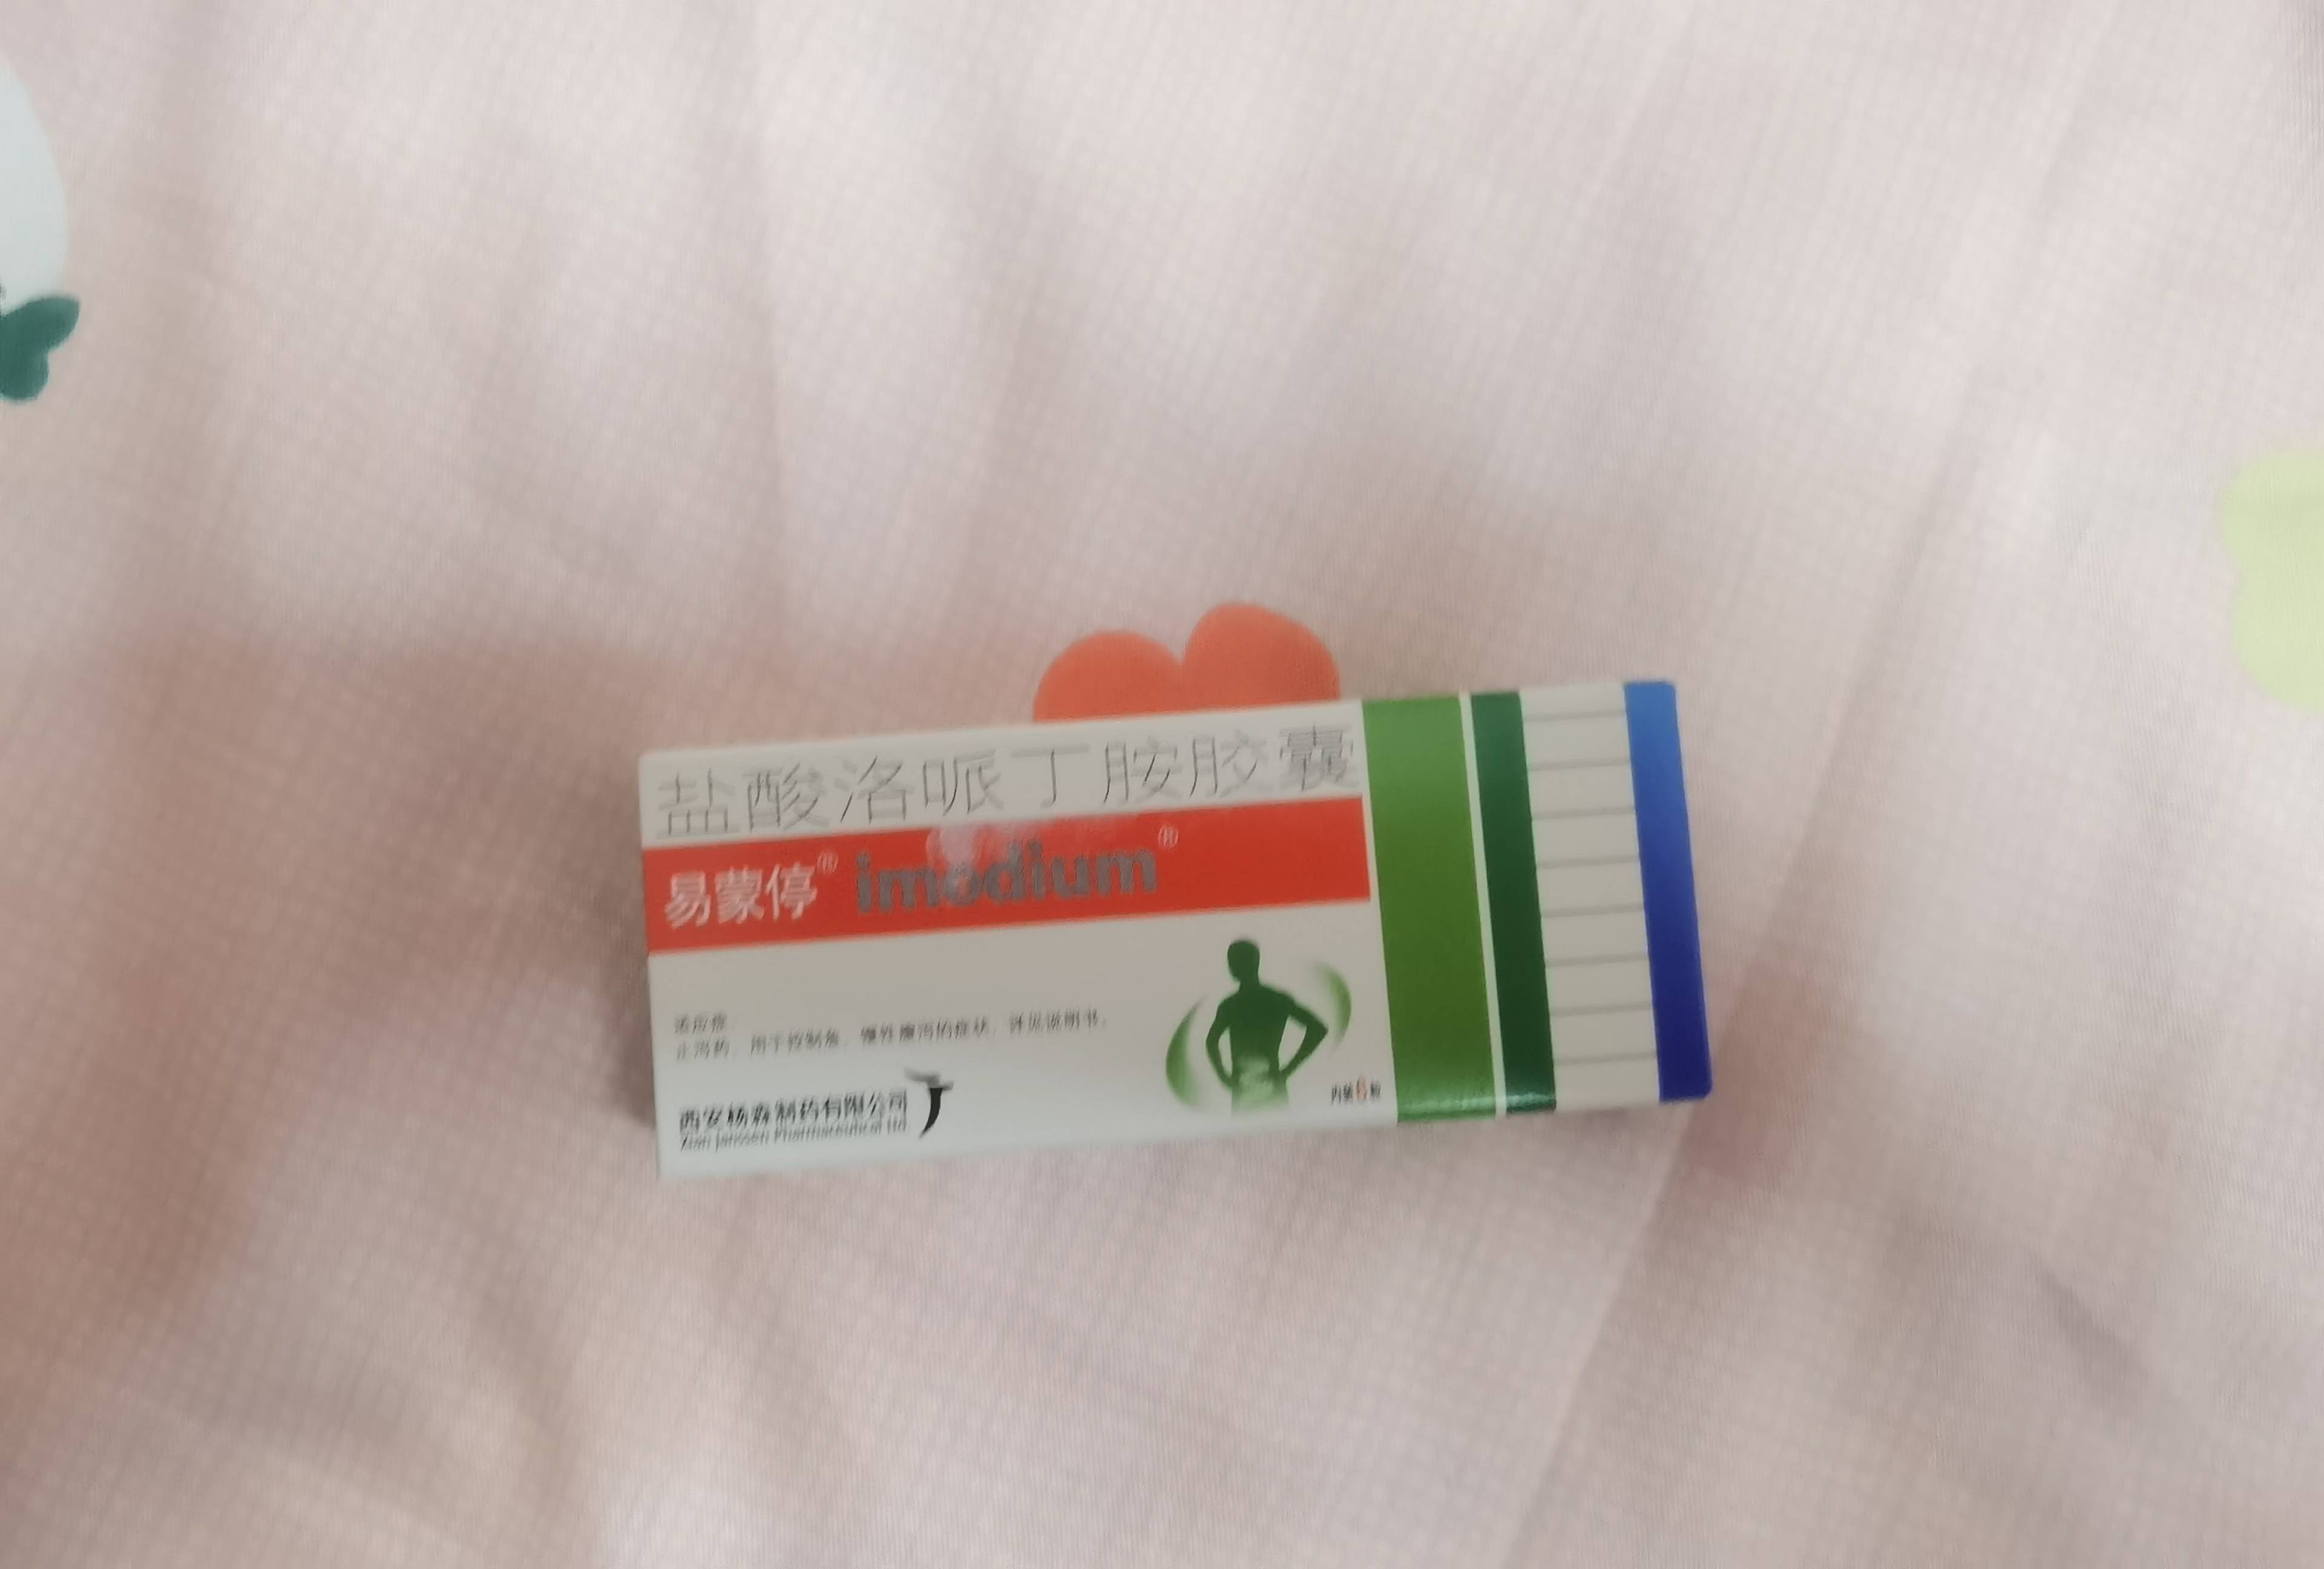 盐酸洛哌丁胺胶囊
易蒙停® imodium®
适应症:
止泻药，用于控制急、慢性腹泻的症状，详见说明书。
内装6粒
西安杨森制药有限公司
Xian Janssen Pharmaceutical Ltd